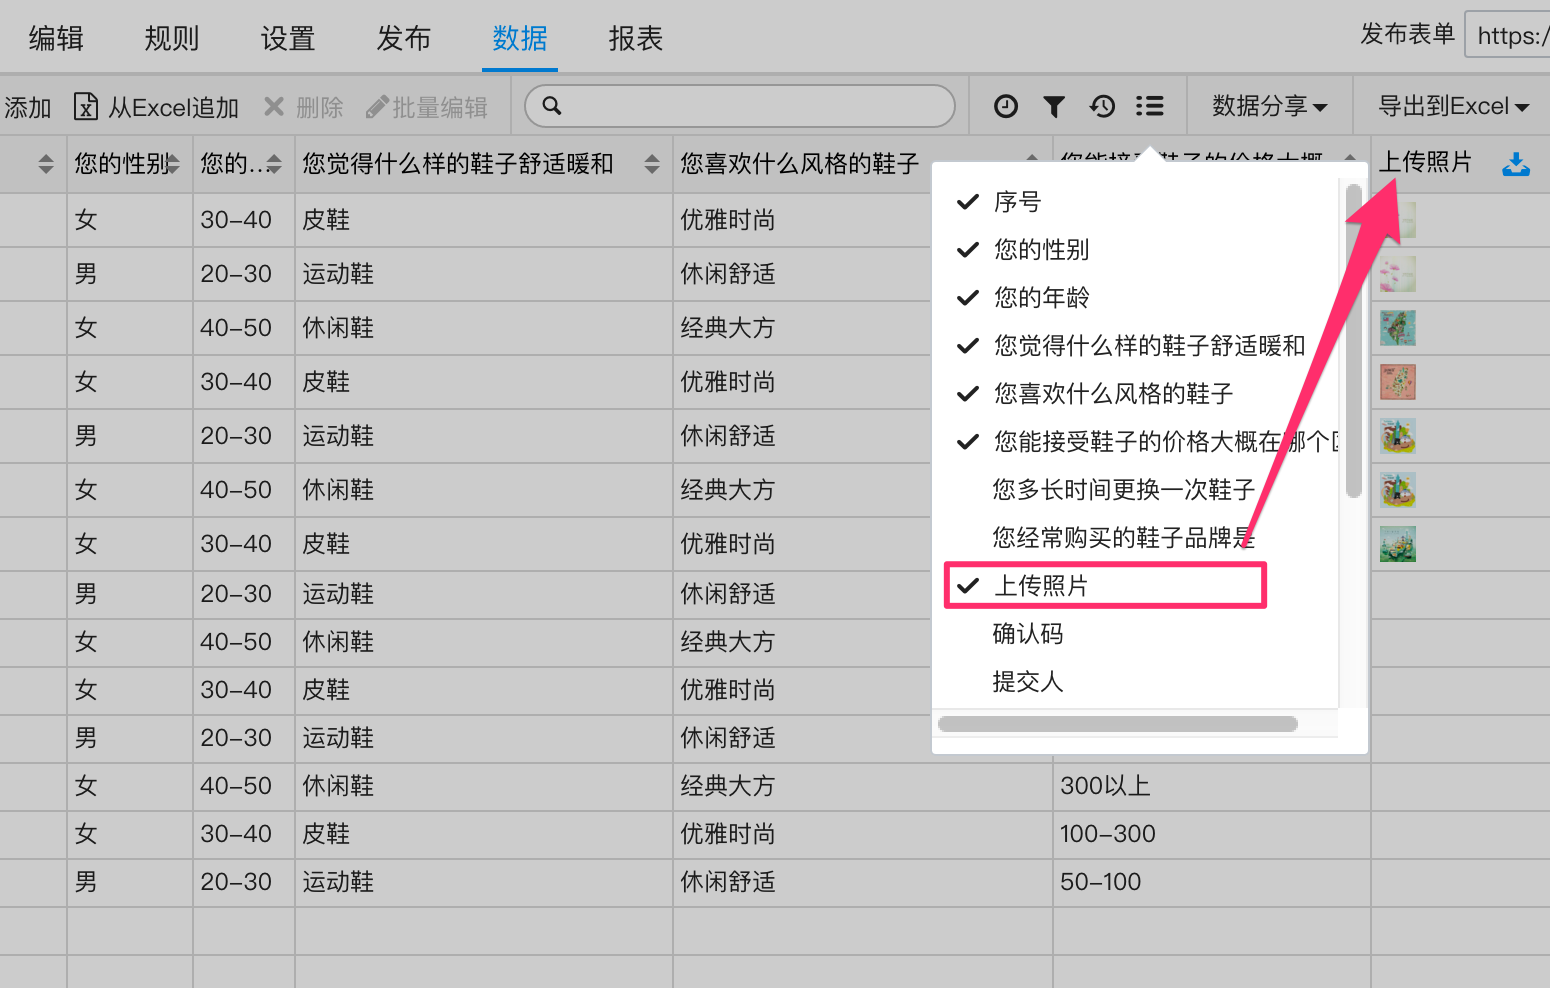 编辑 规则 设置 发布 数据 报表 发布表单 https:/
添加 从Excel追加 删除 批量编辑 数据分享 导出到Excel
您的性别 您的... 您觉得什么样的鞋子舒适暖和 您喜欢什么风格的鞋子 您能接受鞋子的价格大概 上传照片
女 30-40 皮鞋 优雅时尚
男 20-30 运动鞋 休闲舒适
女 40-50 休闲鞋 经典大方
女 30-40 皮鞋 优雅时尚
男 20-30 运动鞋 休闲舒适
女 40-50 休闲鞋 经典大方
女 30-40 皮鞋 优雅时尚
男 20-30 运动鞋 休闲舒适
女 40-50 休闲鞋 经典大方
女 30-40 皮鞋 优雅时尚
男 20-30 运动鞋 休闲舒适
女 40-50 休闲鞋 经典大方 300以上
女 30-40 皮鞋 优雅时尚 100-300
男 20-30 运动鞋 休闲舒适 50-100
序号
您的性别
您的年龄
您觉得什么样的鞋子舒适暖和
您喜欢什么风格的鞋子
您能接受鞋子的价格大概在哪个
您多长时间更换一次鞋子
您经常购买的鞋子品牌是
上传照片
确认码
提交人